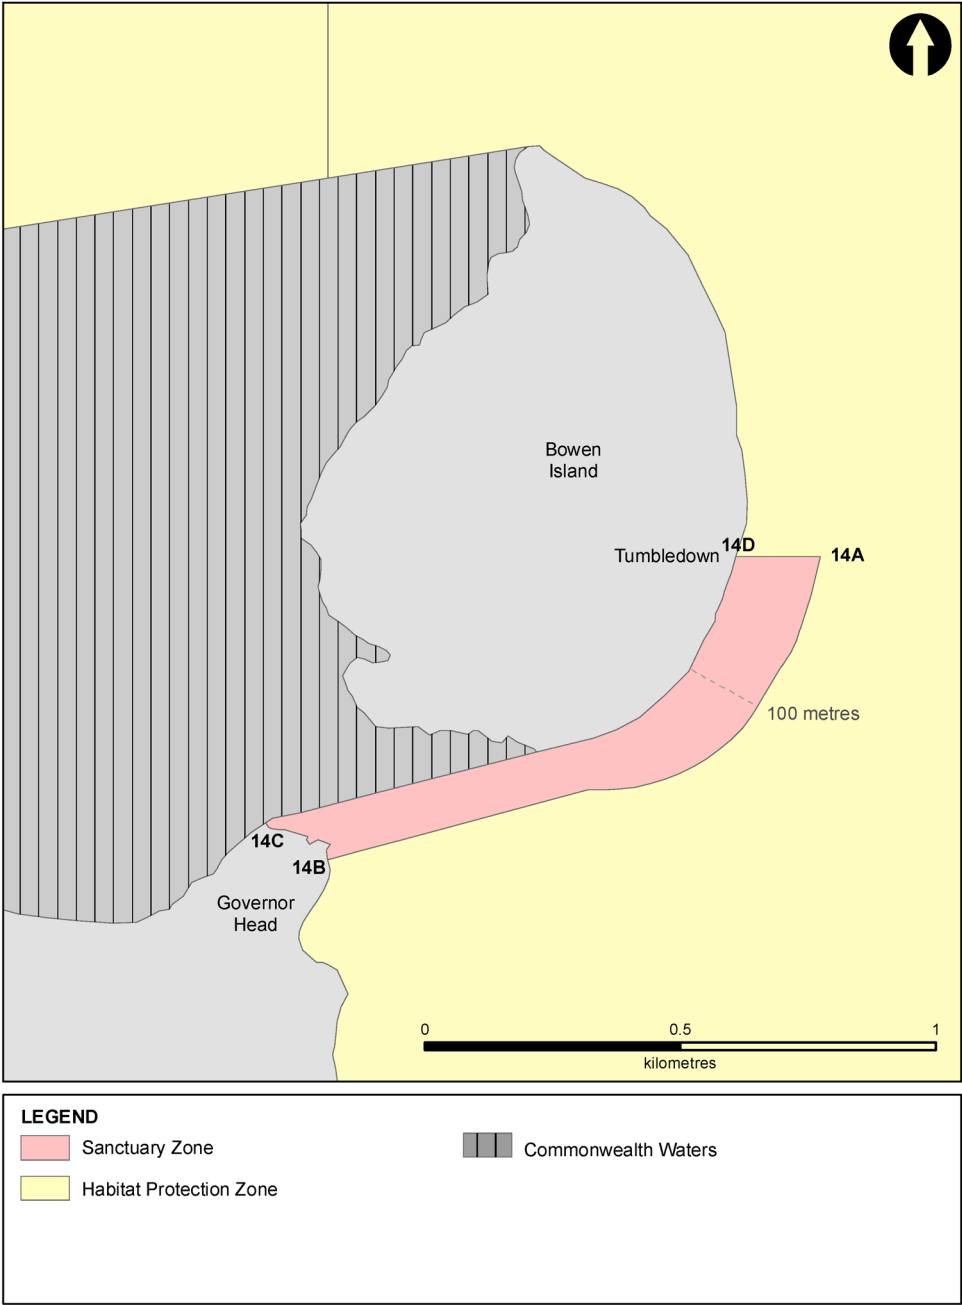 Bowen
Island
Tumbledown
14D
14A
100 metres
14C
14B
Governor
Head
0 0.5 1
kilometres
LEGEND
Sanctuary Zone
Commonwealth Waters
Habitat Protection Zone